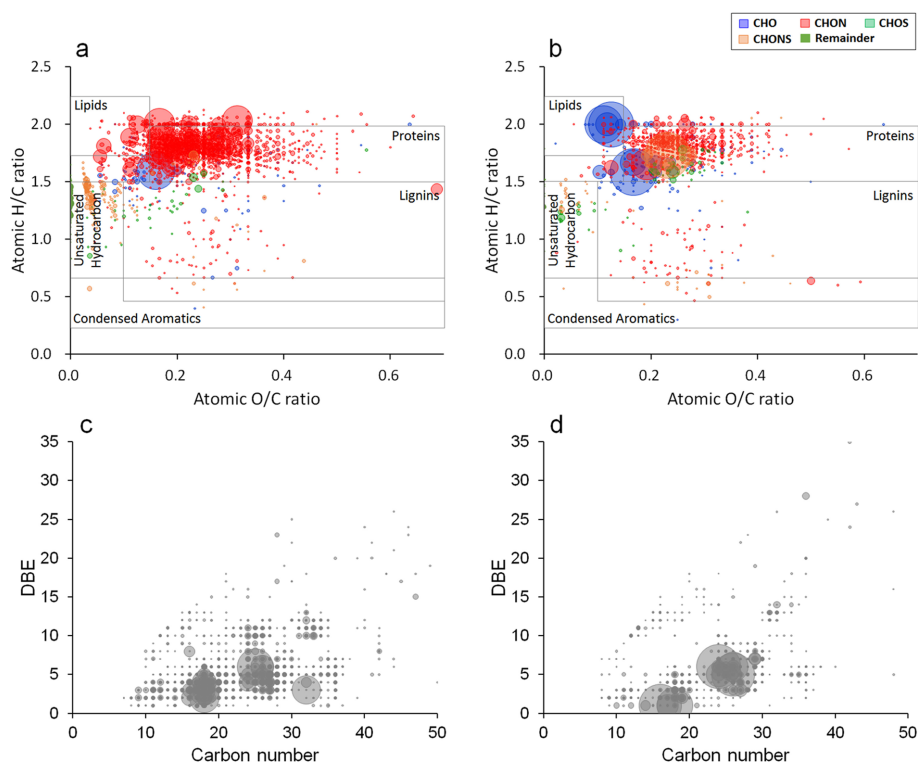 CHO CHON CHOS
CHONS Remainder
a
2.5
2.0
1.5
1.0
0.5
0.0
Atomic H/C ratio
Lipids
Proteins
Lignins
Unsaturated
Hydrocarbon
Condensed Aromatics
0.0 0.2 0.4 0.6
Atomic O/C ratio
b
2.5
2.0
1.5
1.0
0.5
0.0
Atomic H/C ratio
Lipids
Proteins
Lignins
Unsaturated
Hydrocarbon
Condensed Aromatics
0.0 0.2 0.4 0.6
Atomic O/C ratio
c
35
30
25
20
15
10
5
0
DBE
0 10 20 30 40 50
Carbon number
d
35
30
25
20
15
10
5
0
DBE
0 10 20 30 40 50
Carbon number